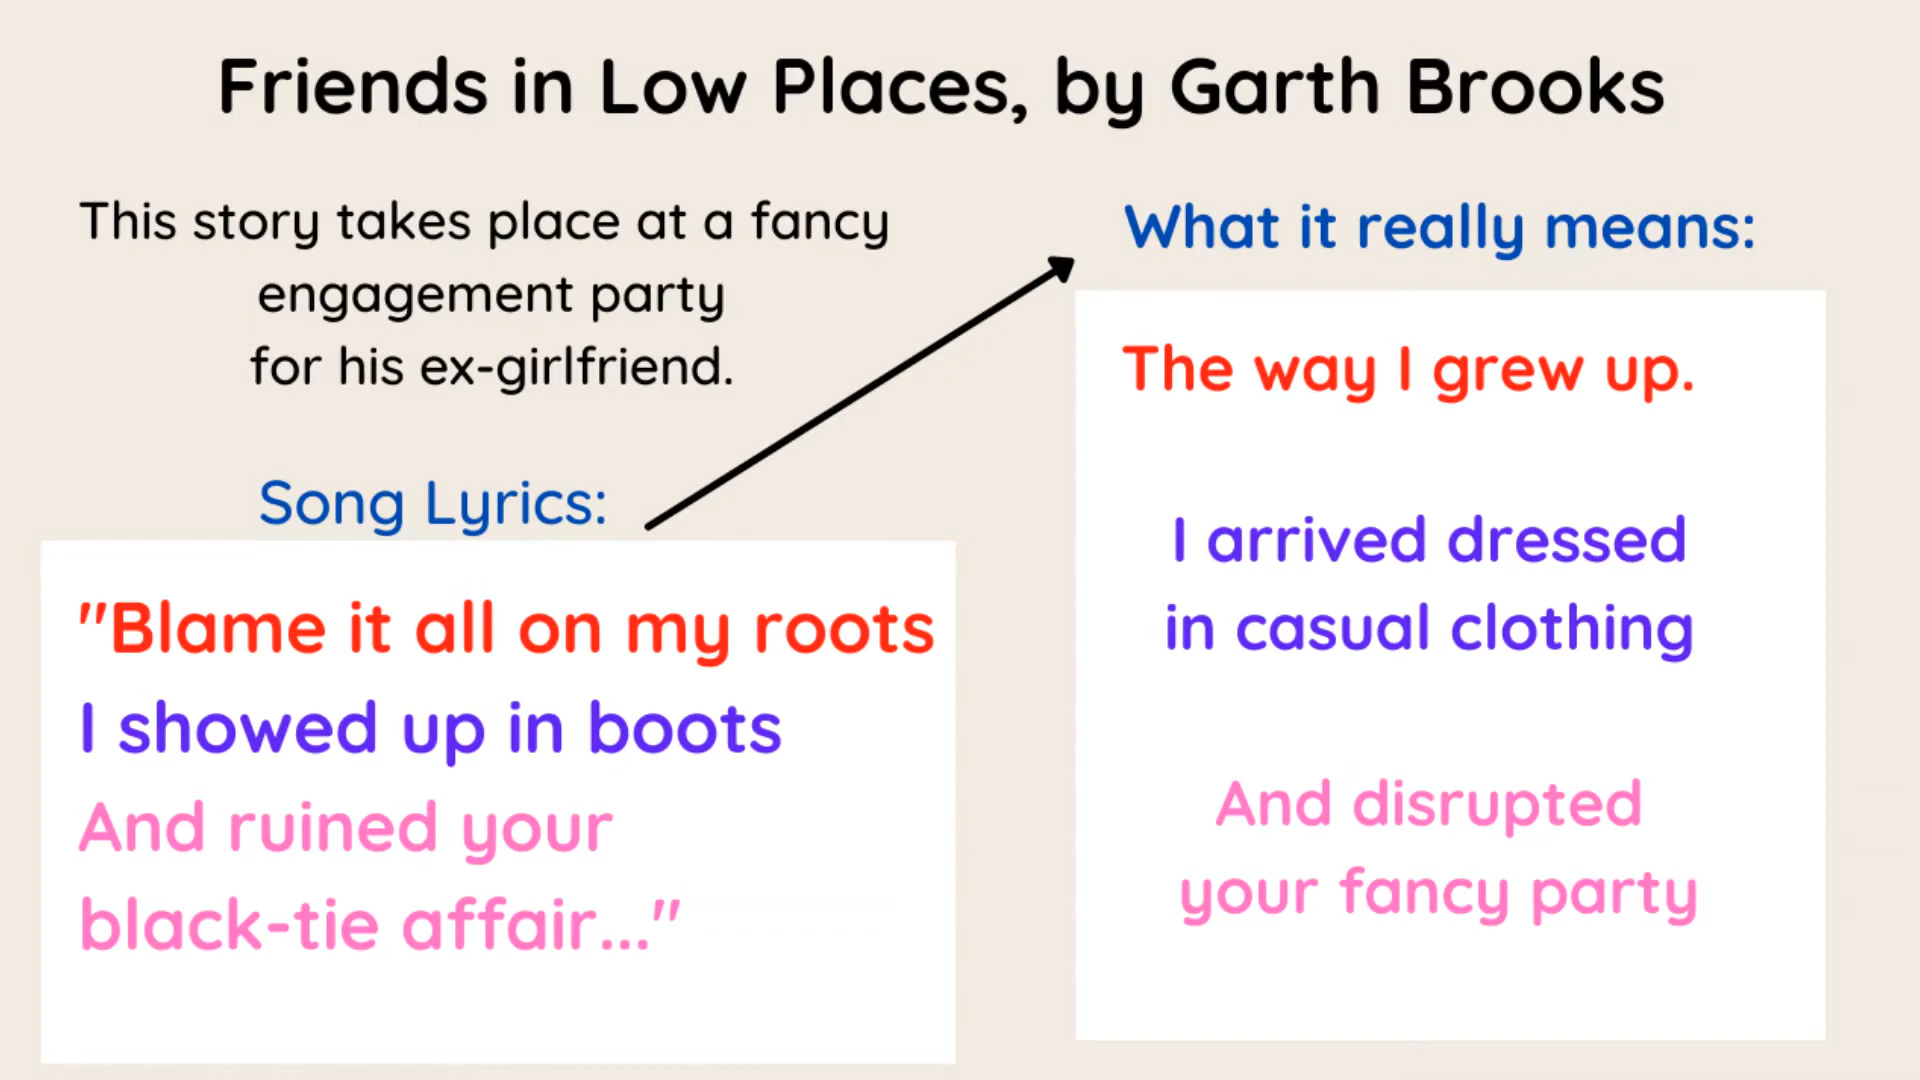 Friends in Low Places, by Garth Brooks
This story takes place at a fancy
engagement party
for his ex-girlfriend.
Song Lyrics:
"Blame it all on my roots
I showed up in boots
And ruined your
black-tie affair..."
What it really means:
The way I grew up.
I arrived dressed
in casual clothing
And disrupted
your fancy party